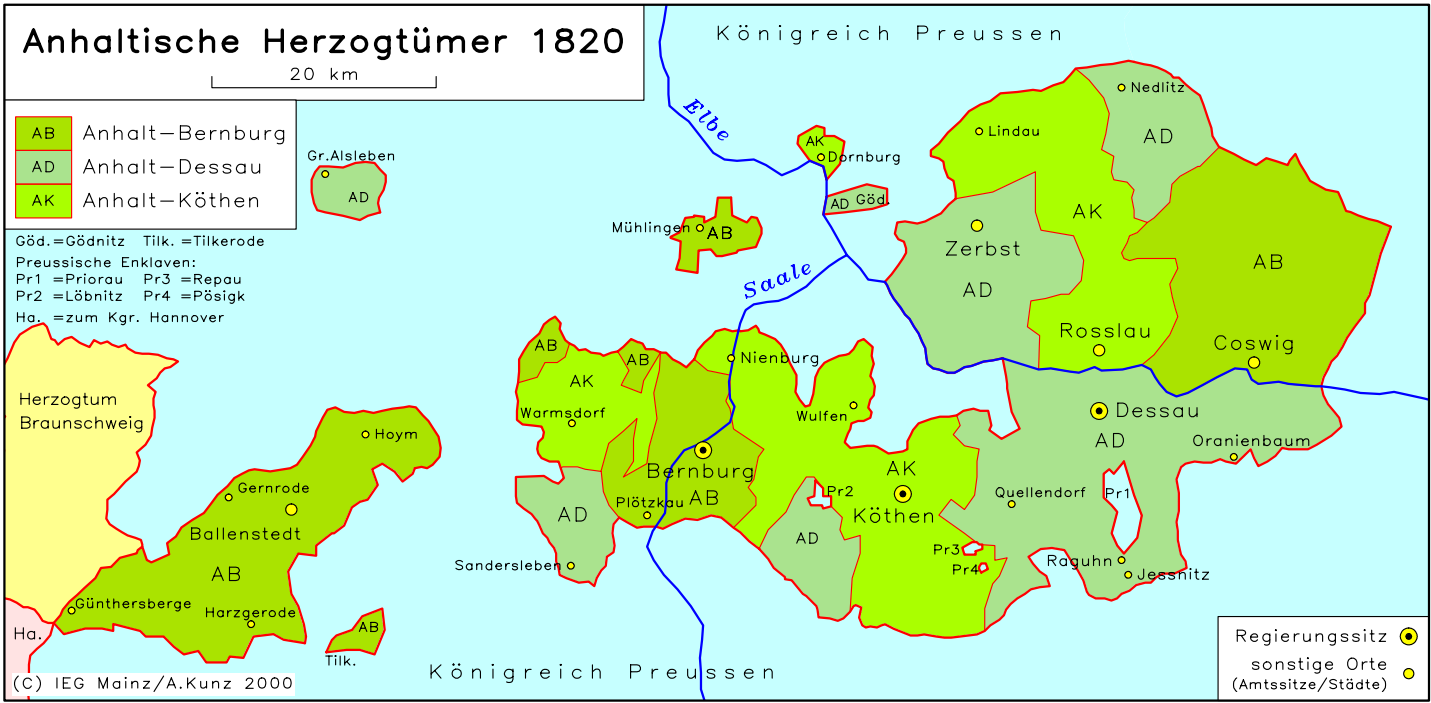 Anhaltische Herzogtümer 1820
20 km
Königreich Preussen
AB Anhalt-Bernburg
AD Anhalt-Dessau
AK Anhalt-Köthen
Göd.=Gödnitz Tilk. =Tilkerode
Preussische Enklaven:
Pr1 =Priorau Pr3 =Repau
Pr2 =Löbnitz Pr4 =Pösigk
Ha. =zum Kgr. Hannover
Gr.Alsleben
AD
Elbe
AK
Dornburg
AD Göd.
Mühlingen
AB
Saale
Nedlitz
AD
Lindau
AK
Zerbst
AD
AB
Rosslau
Coswig
Herzogtum
Braunschweig
Hoym
Gernrode
Ballenstedt
AB
Günthersberge
Harzgerode
AB
Tilk.
Ha.
AB
AB
AK
Warmsdorf
Nienburg
Wulfen
Bernburg
AB
Plötzkau
AD
Sandersleben
AK
Köthen
Pr2
AD
Pr3
Pr4
Dessau
AD
Oranienbaum
Quellendorf
Pr1
Raguhn
Jessnitz
Königreich Preussen
(C) IEG Mainz/A.Kunz 2000
Regierungssitz
sonstige Orte
(Amtssitze/Städte)